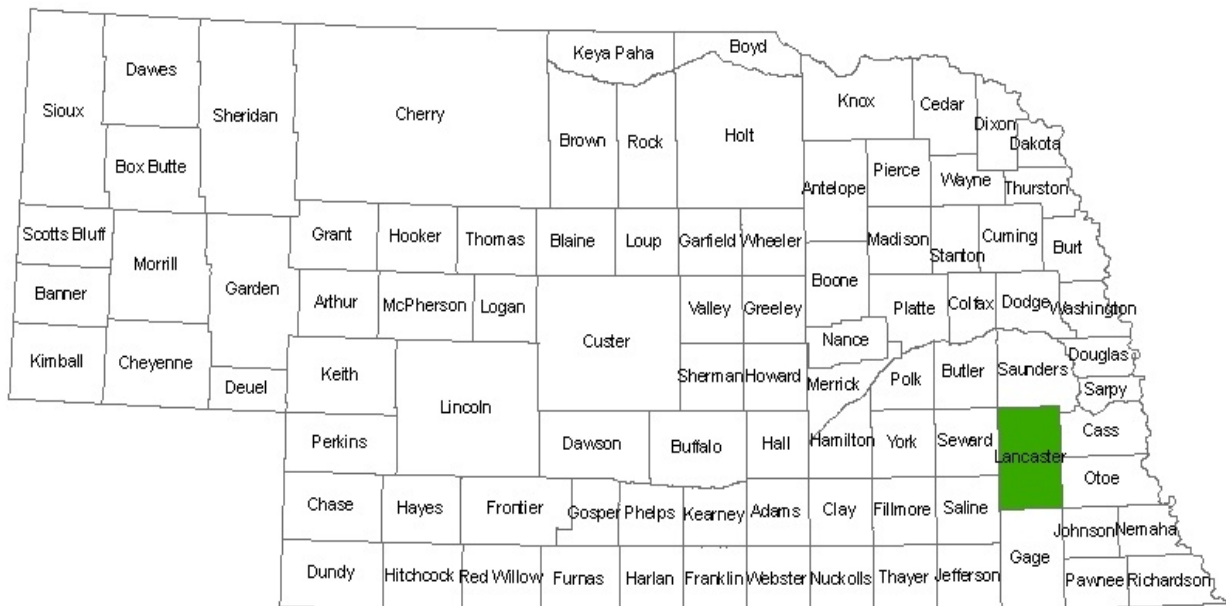 Keya Paha
Boyd
Dawes
Sioux
Sheridan
Cherry
Knox
Cedar
Dixon
Dakota
Brown
Rock
Holt
Box Butte
Antelope
Pierce
Wayne
Thurston
Scotts Bluff
Morrill
Garden
Grant
Hooker
Thomas
Blaine
Loup
Garfield
Wheeler
Madison
Stanton
Cuming
Burt
Boone
Banner
Arthur
McPherson
Logan
Custer
Valley
Greeley
Platte
Colfax
Dodge
Washington
Nance
Kimball
Cheyenne
Deuel
Keith
Lincoln
Sherman
Howard
Merrick
Polk
Butler
Saunders
Douglas
Sarpy
Perkins
Dawson
Buffalo
Hall
Hamilton
York
Seward
Lancaster
Cass
Otoe
Chase
Hayes
Frontier
Gosper
Phelps
Kearney
Adams
Clay
Fillmore
Saline
Gage
Johnson
Nemaha
Dundy
Hitchcock
Red Willow
Furnas
Harlan
Franklin
Webster
Nuckolls
Thayer
Jefferson
Pawnee
Richardson